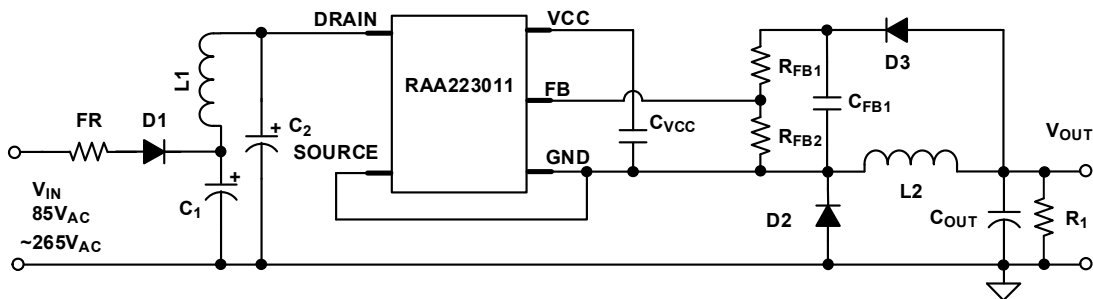 DRAIN
VCC
RAA223011
FB
SOURCE
GND
L1
FR
D1
C2
C1
VIN
85VAC
~265VAC
CVCC
RFB1
RFB2
CFB1
D3
D2
L2
COUT
R1
VOUT